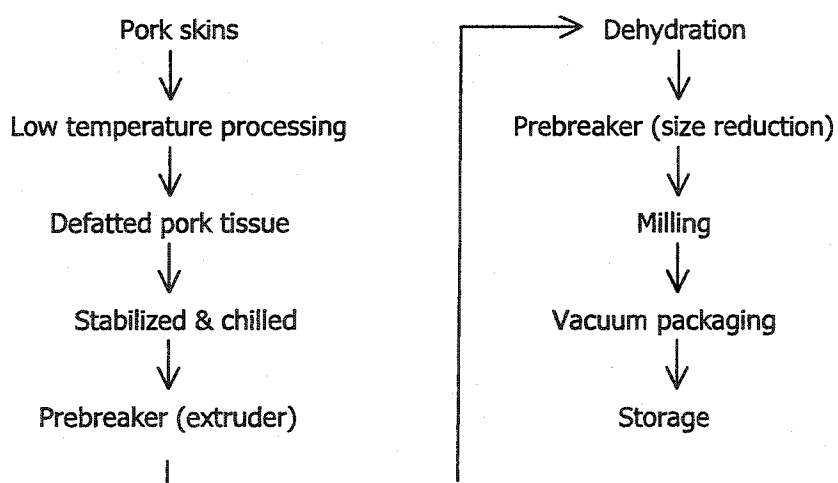 Pork skins
Low temperature processing
Defatted pork tissue
Stabilized & chilled
Prebreaker (extruder)
Dehydration
Prebreaker (size reduction)
Milling
Vacuum packaging
Storage